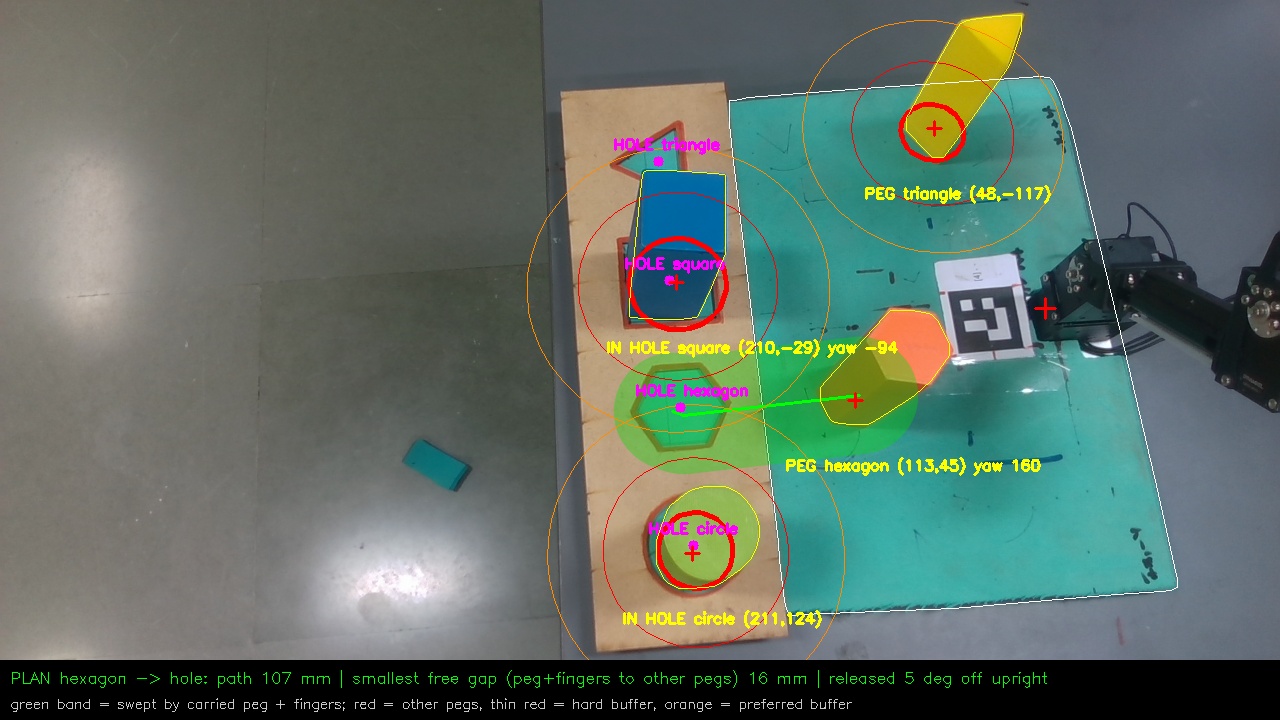 HOLE triangle
PEG triangle (48,-117)
HOLE square
IN HOLE square (210,-29) yaw -94
HOLE hexagon
PEG hexagon (113,45) yaw 160
HOLE circle
IN HOLE circle (211,124)
PLAN hexagon -> hole: path 107 mm | smallest free gap (peg+fingers to other pegs) 16 mm | released 5 deg off upright
green band = swept by carried peg + fingers; red = other pegs, thin red = hard buffer, orange = preferred buffer